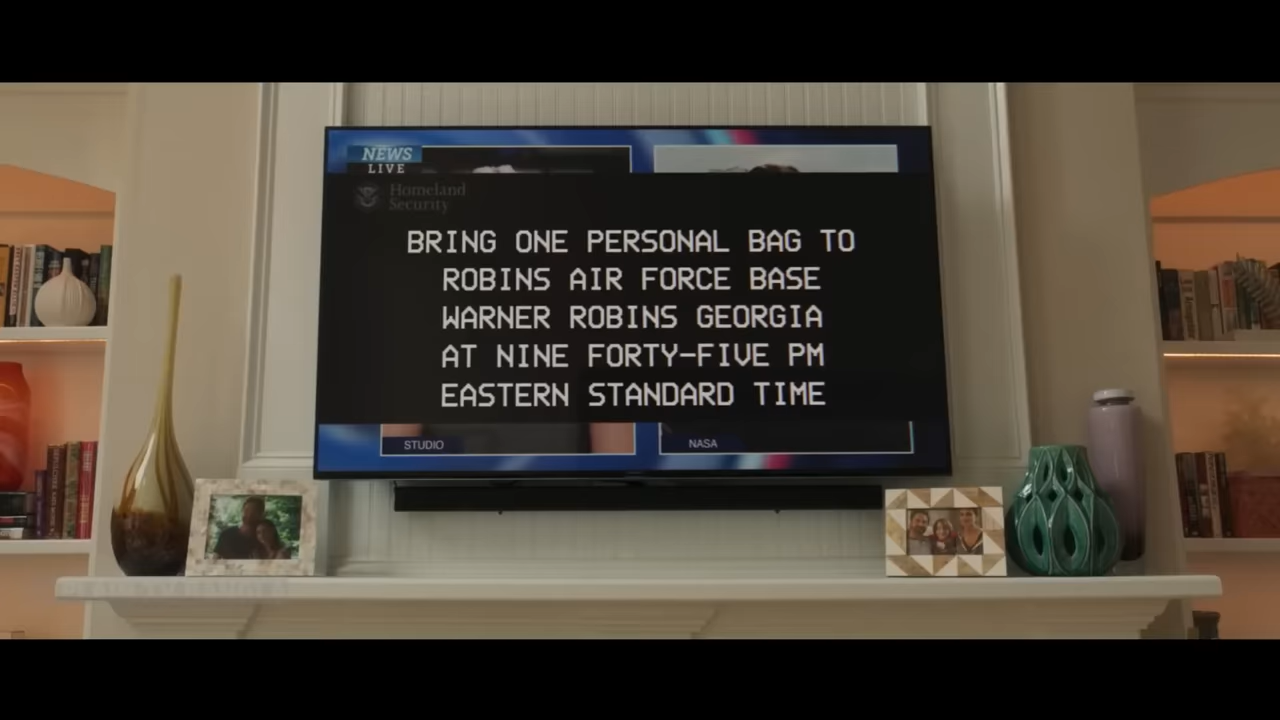 NEWS
LIVE
Homeland
Security
BRING ONE PERSONAL BAG TO
ROBINS AIR FORCE BASE
WARNER ROBINS GEORGIA
AT NINE FORTY-FIVE PM
EASTERN STANDARD TIME
STUDIO
NASA